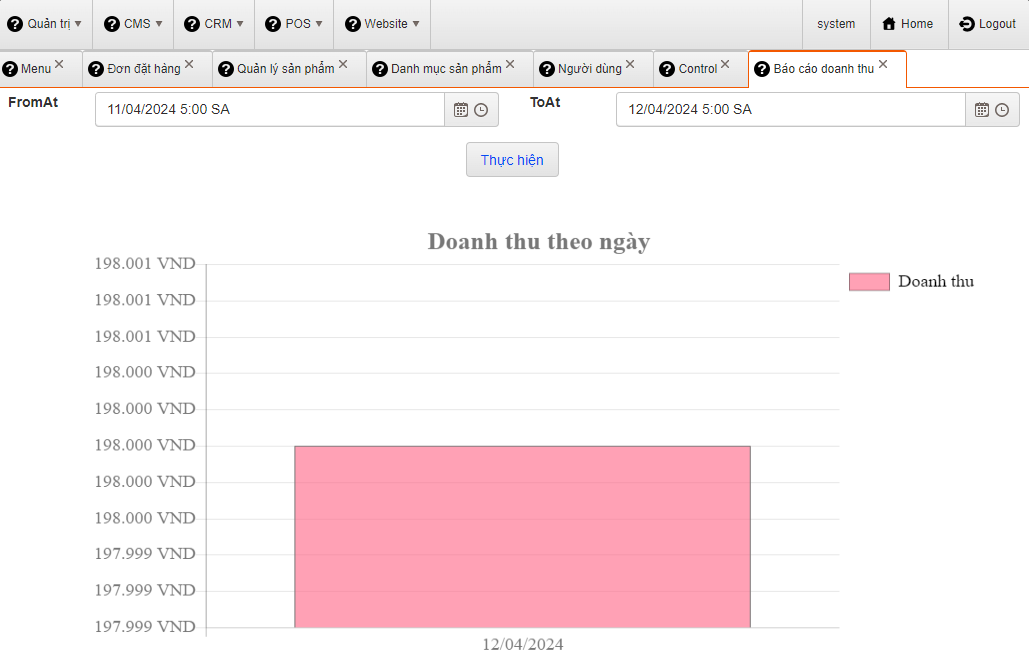 Quản trị CMS CRM POS Website system Home Logout
Menu Đơn đặt hàng Quản lý sản phẩm Danh mục sản phẩm Người dùng Control Báo cáo doanh thu
FromAt 11/04/2024 5:00 SA ToAt 12/04/2024 5:00 SA
Thực hiện
Doanh thu theo ngày
198.001 VND
Doanh thu
198.001 VND
198.001 VND
198.000 VND
198.000 VND
198.000 VND
198.000 VND
198.000 VND
197.999 VND
197.999 VND
197.999 VND
12/04/2024